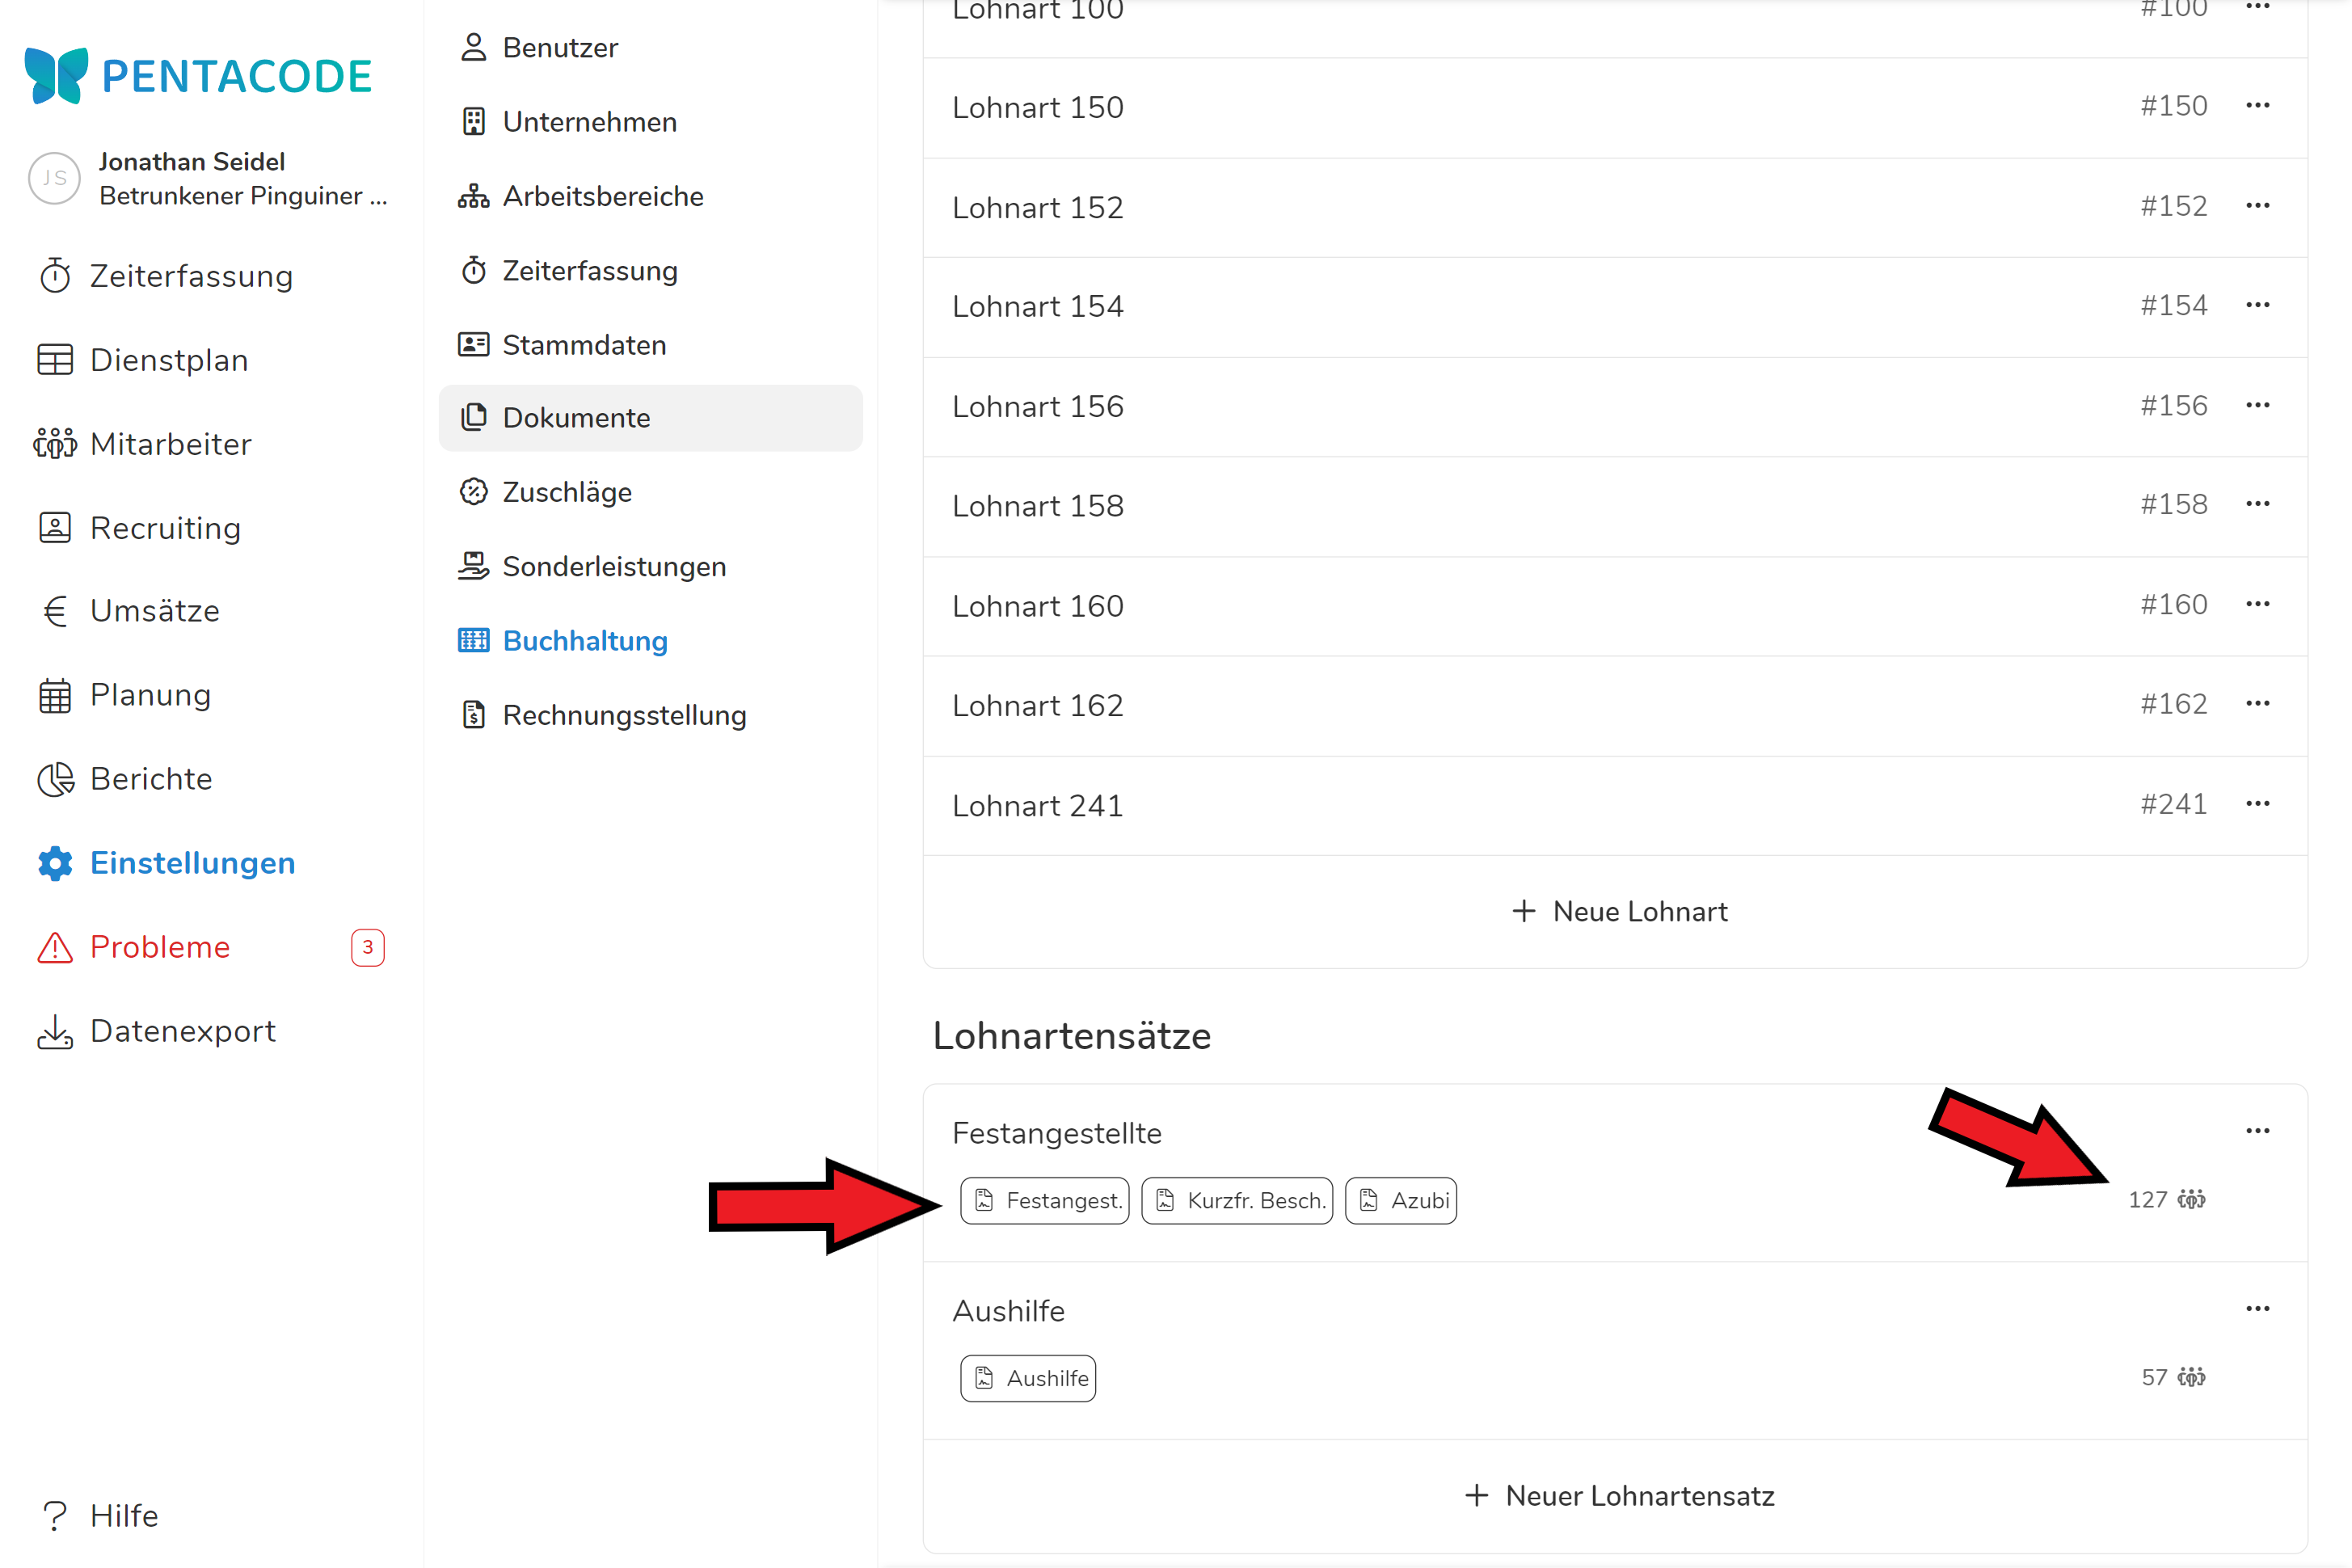 PENTACODE
JS
Jonathan Seidel
Betrunkener Pinguiner ...
Zeiterfassung
Dienstplan
Mitarbeiter
Recruiting
Umsätze
Planung
Berichte
Einstellungen
Probleme
3
Datenexport
Hilfe
Benutzer
Unternehmen
Arbeitsbereiche
Zeiterfassung
Stammdaten
Dokumente
Zuschläge
Sonderleistungen
Buchhaltung
Rechnungsstellung
Lohnart 100 #100
Lohnart 150 #150
Lohnart 152 #152
Lohnart 154 #154
Lohnart 156 #156
Lohnart 158 #158
Lohnart 160 #160
Lohnart 162 #162
Lohnart 241 #241
+ Neue Lohnart
Lohnartensätze
Festangestellte
Festangest. Kurzfr. Besch. Azubi 127
Aushilfe
Aushilfe 57
+ Neuer Lohnartensatz